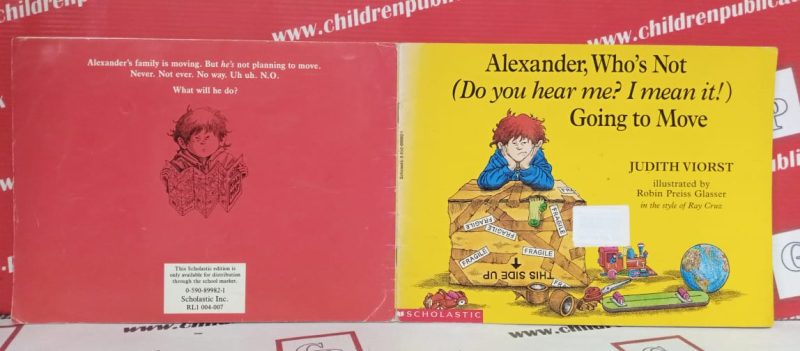 www.childrenpublicat
www.c
Alexander's family is moving. But he's not planning to move.
Never. Not ever. No way. Uh uh. N.O.
What will he do?
This Scholastic edition is
only available for distribution
through the school market.
0-590-89982-1
Scholastic Inc.
RL1 004-007
Alexander, Who's Not
(Do you hear me? I mean it!)
Going to Move
JUDITH VIORST
illustrated by
Robin Preiss Glasser
in the style of Ray Cruz
FRAGILE
FRAGILE
FRAGILE
FRAGILE
FRAGILE
THIS SIDE UP
SCHOLASTIC
www.childr